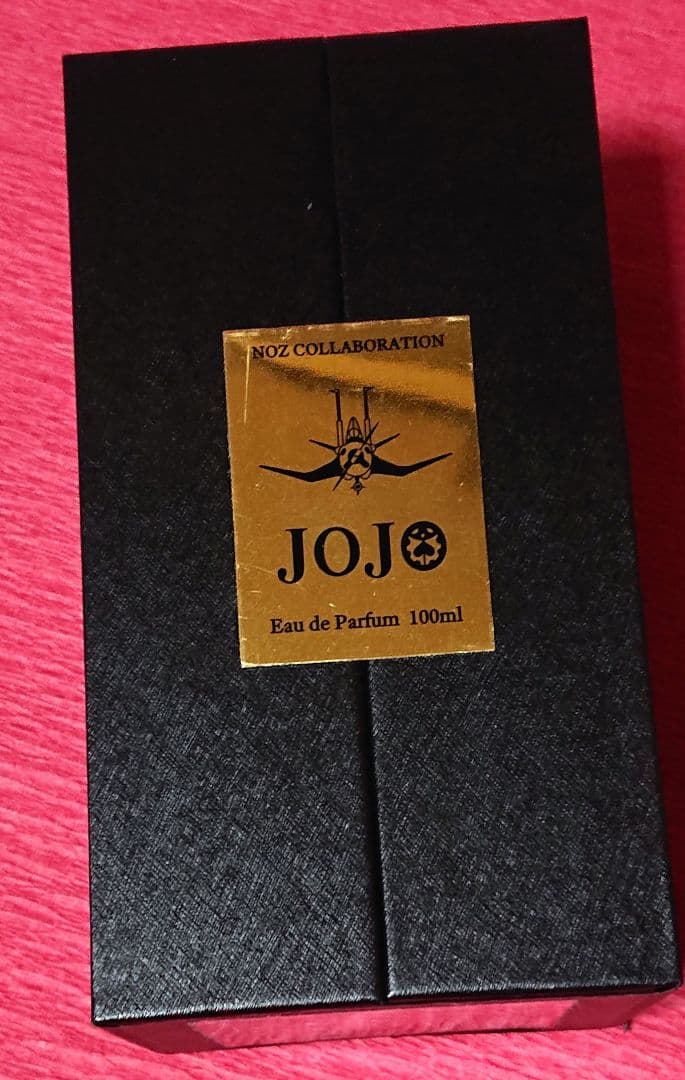 NOZ COLLABORATION
JOJO
Eau de Parfum 100ml